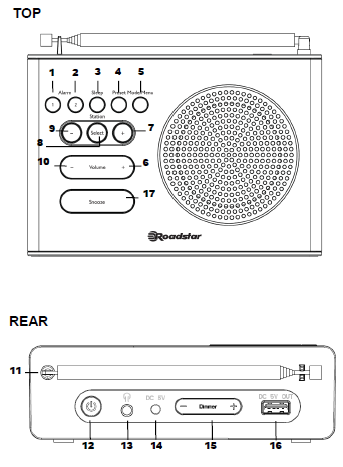 TOP
1 2 3 4 5
Alarm Sleep Preset Mode/Menu
1 2
Station
9 − Select + 7
8
10 − Volume + 6
17
Snooze
Roadstar
REAR
11
DC 5V DC 5V OUT
− Dimmer +
12 13 14 15 16